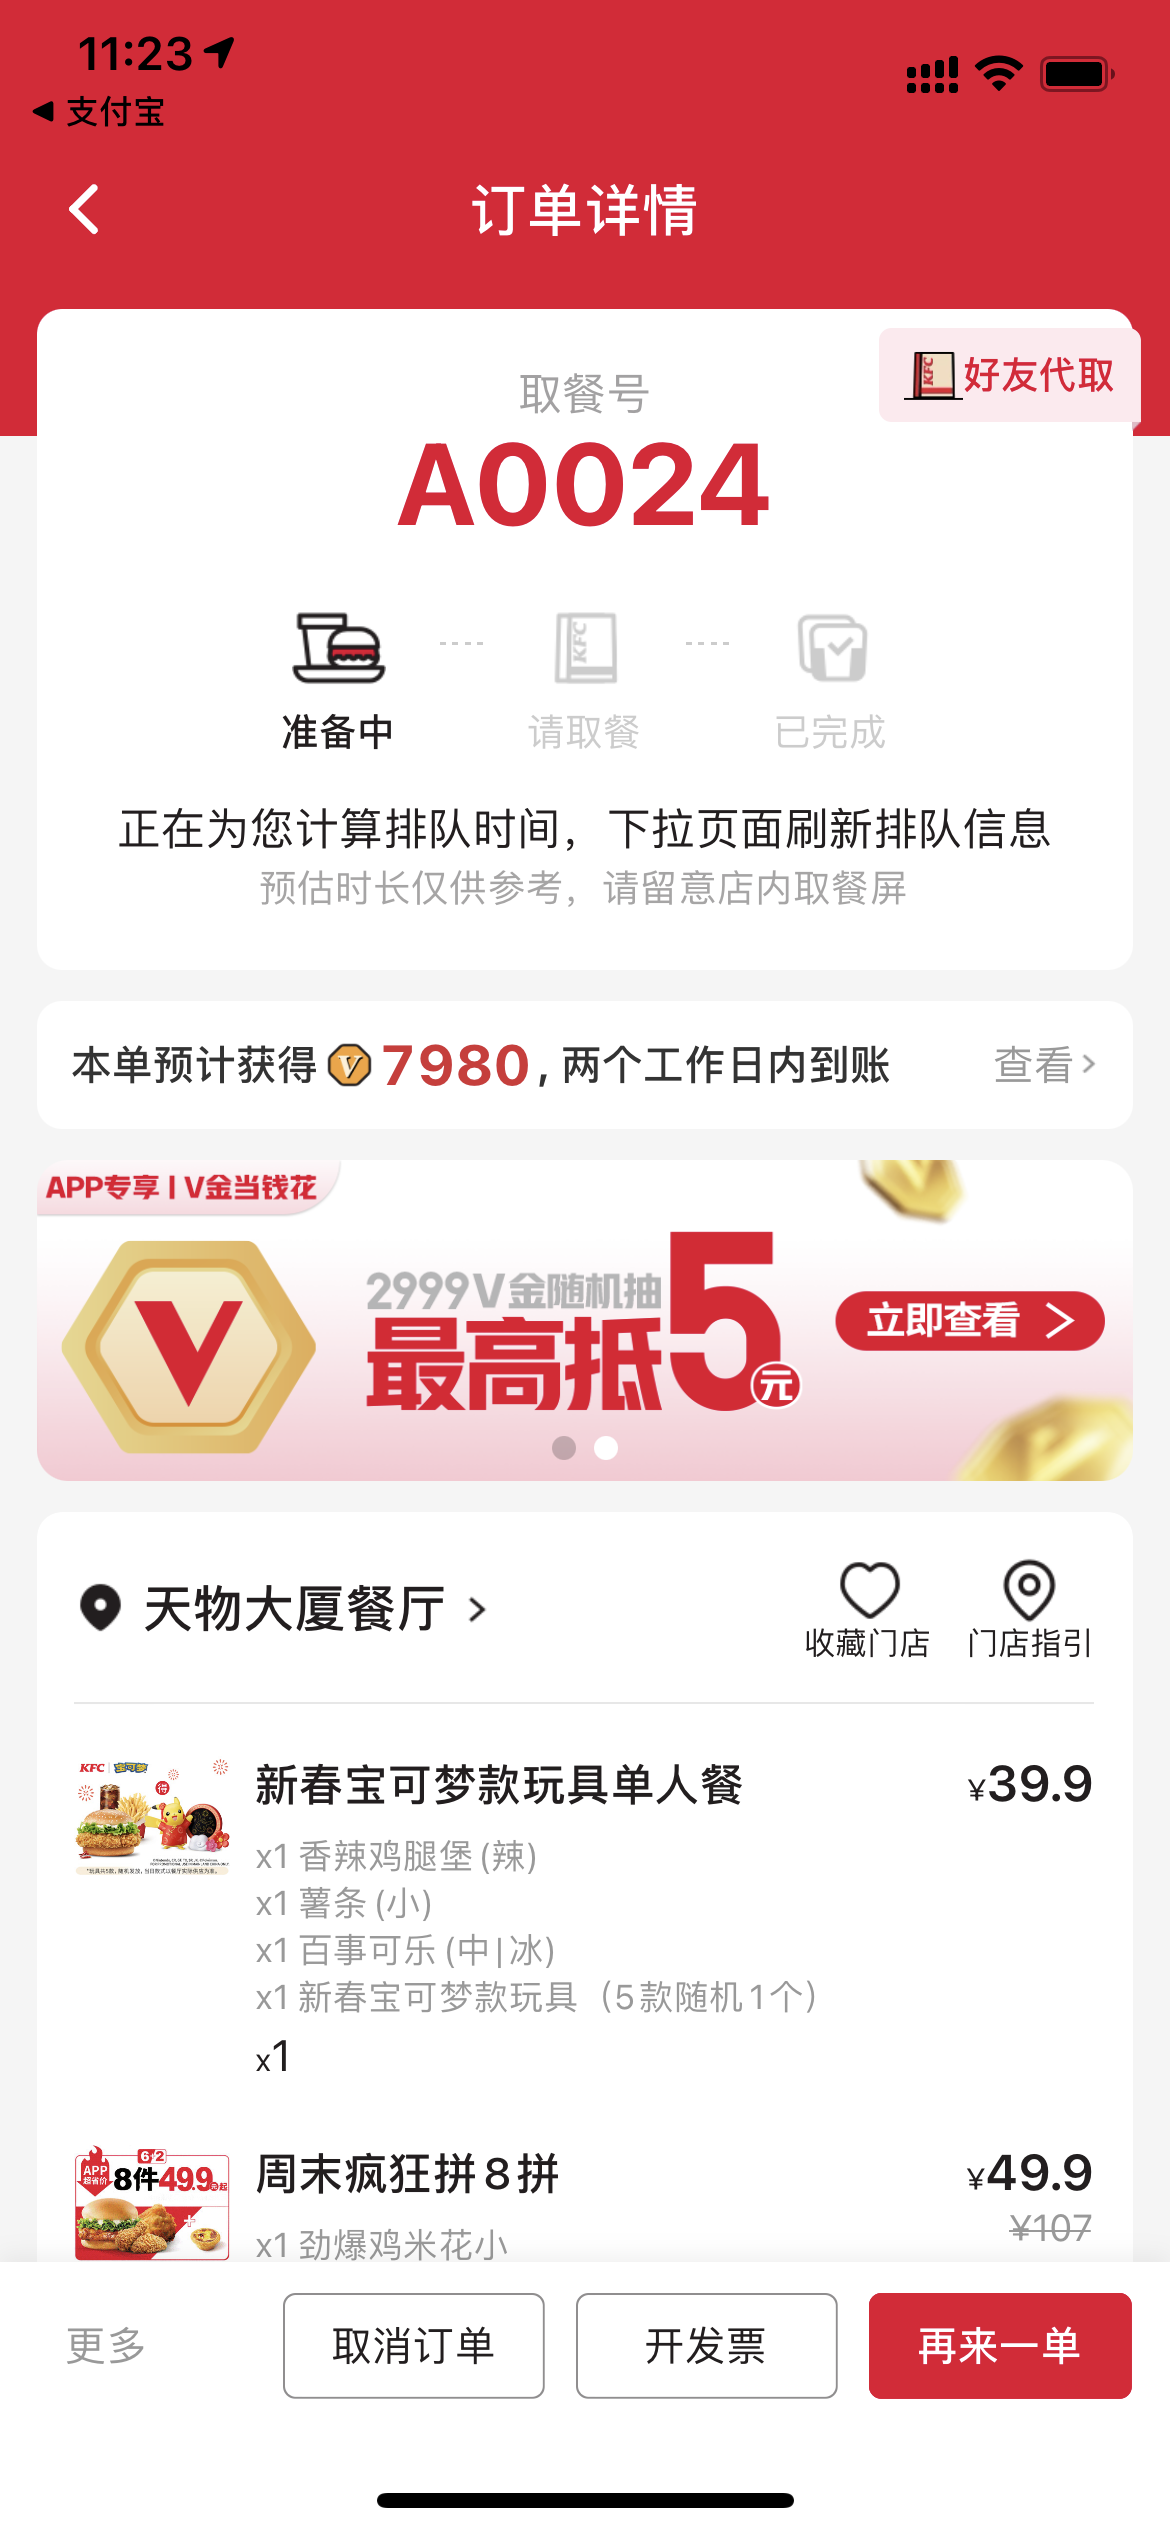 11:23
支付宝
订单详情
好友代取
取餐号
A0024
准备中
请取餐
已完成
正在为您计算排队时间，下拉页面刷新排队信息
预估时长仅供参考，请留意店内取餐屏
本单预计获得 V 7980，两个工作日内到账
查看
APP专享 | V金当钱花
2999V金随机抽
最高抵5元
立即查看
天物大厦餐厅
收藏门店
门店指引
新春宝可梦款玩具单人餐
¥39.9
x1 香辣鸡腿堡(辣)
x1 薯条(小)
x1 百事可乐(中|冰)
x1 新春宝可梦款玩具（5款随机1个）
x1
周末疯狂拼8拼
¥49.9
¥107
x1 劲爆鸡米花小
KFC
宝可梦
APP
超省价
8件49.9元起
更多
取消订单
开发票
再来一单